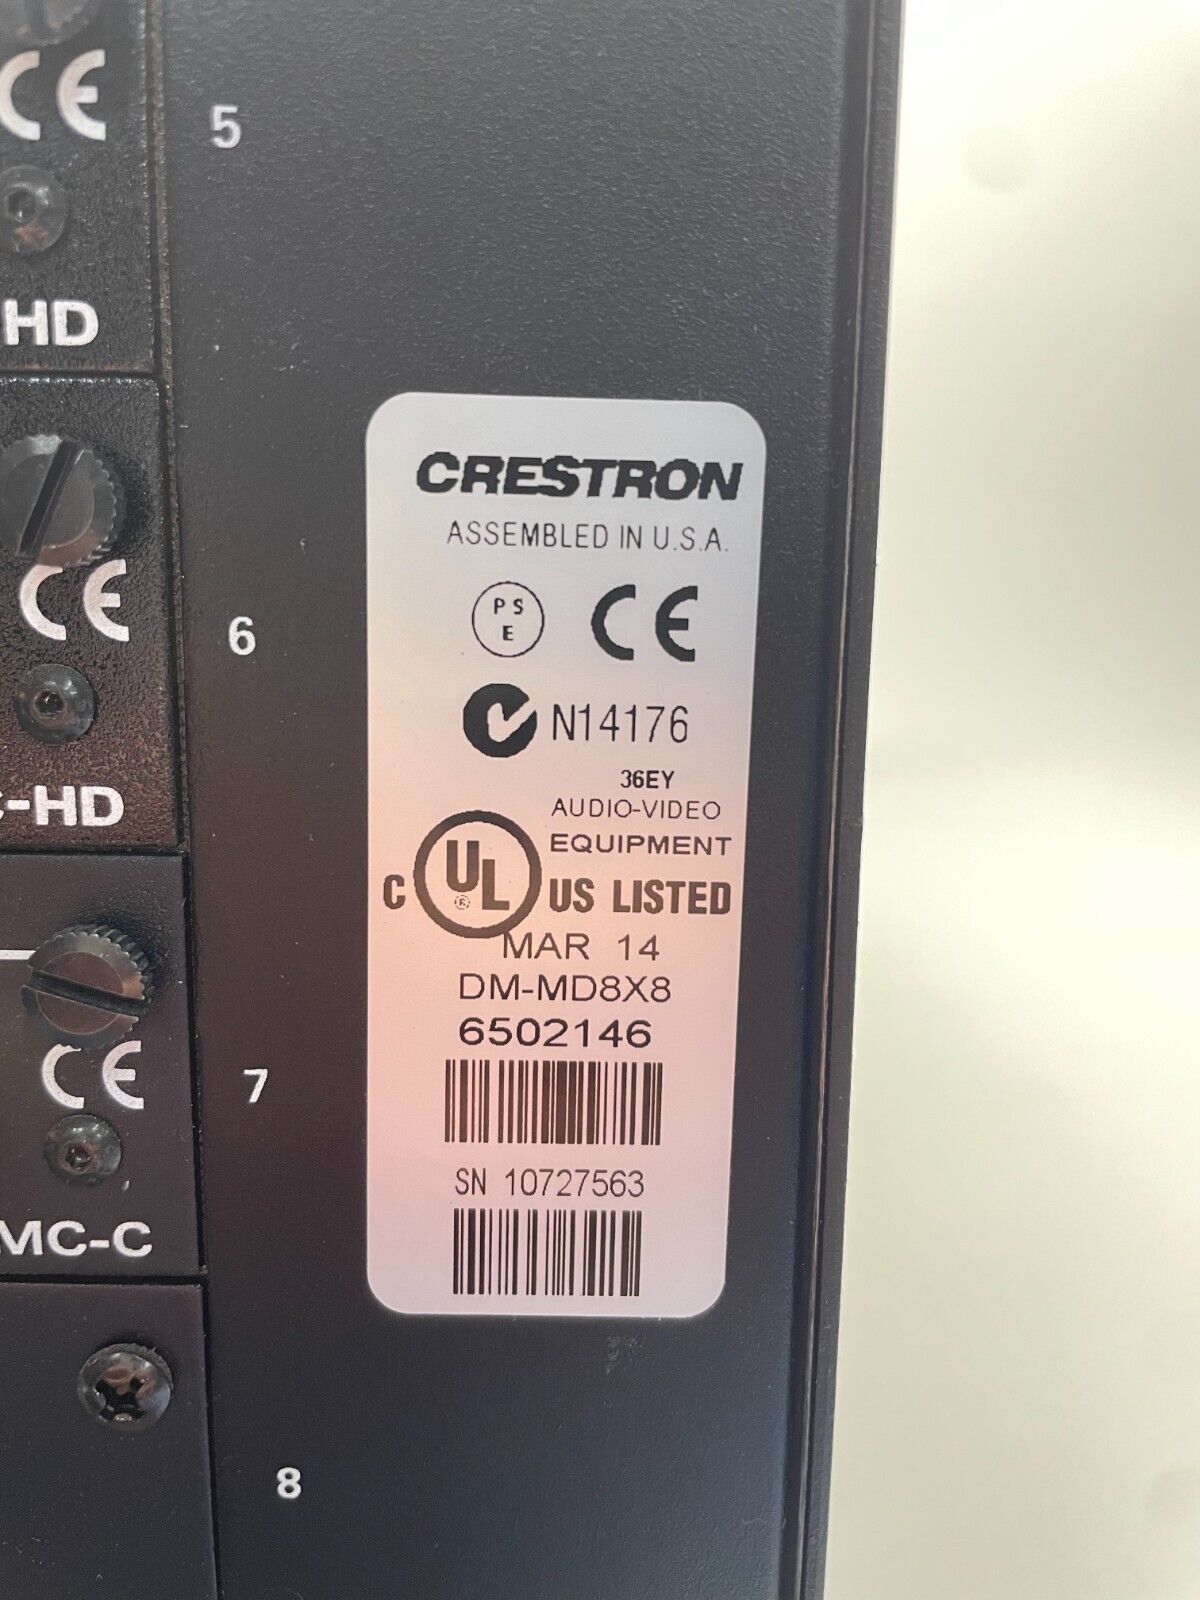 CE
5
HD
CE
6
C-HD
CE
7
MC-C
8
CRESTRON
ASSEMBLED IN U.S.A.
PS
E
CE
N14176
36EY
AUDIO-VIDEO
EQUIPMENT
C UL US LISTED
®
MAR 14
DM-MD8X8
6502146
SN 10727563